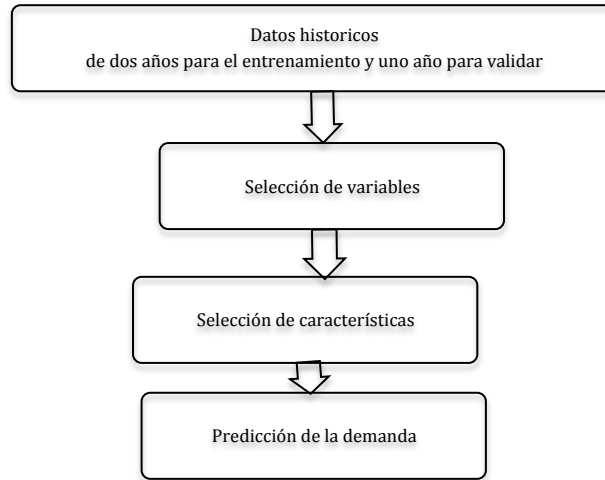 Datos historicos
de dos años para el entrenamiento y uno año para validar
Selección de variables
Selección de características
Predicción de la demanda